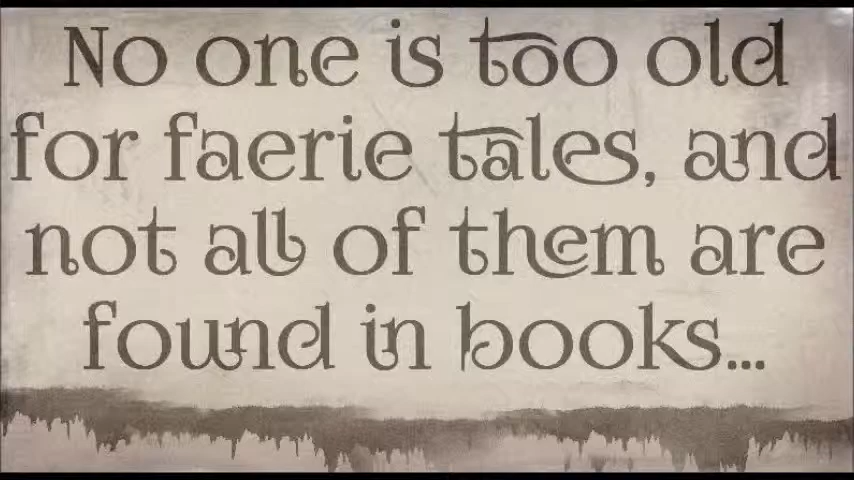 No one is too old
for faerie tales, and
not all of them are
found in books...